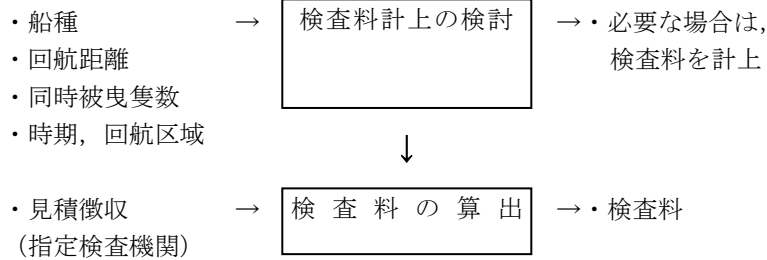 ・船種 → 検査料計上の検討 →・必要な場合は,
・回航距離 検査料を計上
・同時被曳隻数
・時期, 回航区域
↓
・見積徴収 → 検査料の算出 →・検査料
(指定検査機関)